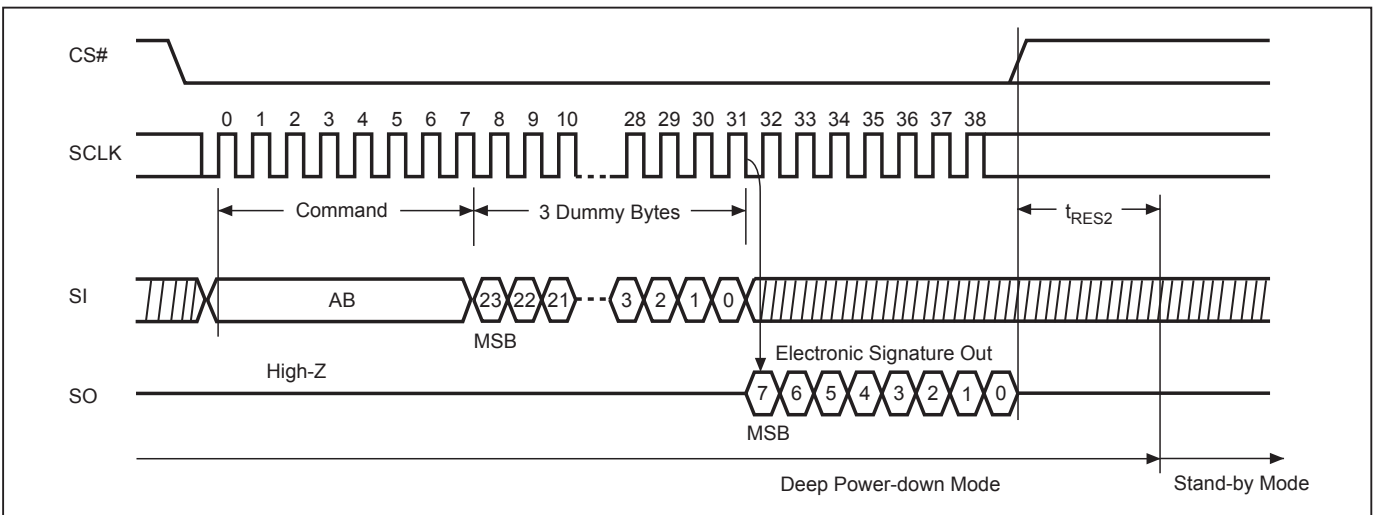 CS#
0 1 2 3 4 5 6 7 8 9 10 28 29 30 31 32 33 34 35 36 37 38
SCLK
Command 3 Dummy Bytes tRES2
SI AB 23 22 21 3 2 1 0
MSB
High-Z Electronic Signature Out
SO 7 6 5 4 3 2 1 0
MSB
Deep Power-down Mode Stand-by Mode